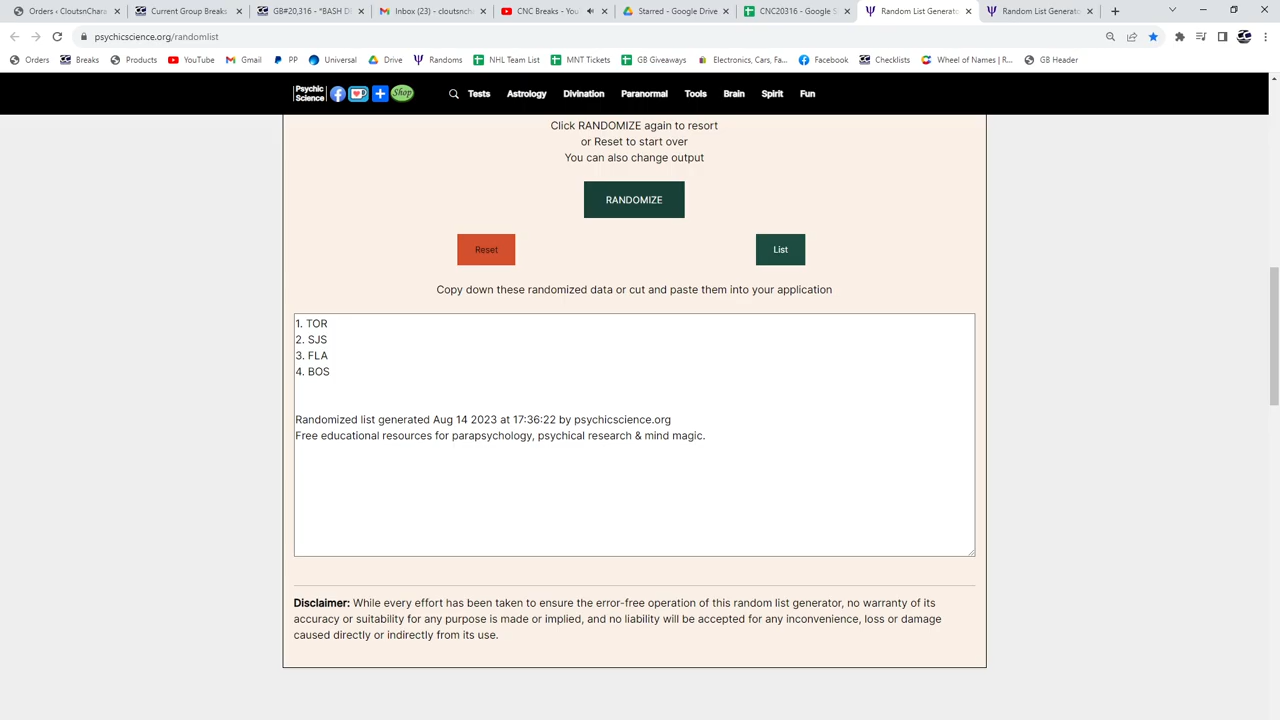 Orders ‹ CloutsnChara
Current Group Breaks
GB#20,316 - *BASH D
Inbox (23) - cloutsnch
CNC Breaks - You
Starred - Google Drive
CNC20316 - Google S
Random List Generato
Random List Generato
psychicscience.org/randomlist
Orders
Breaks
Products
YouTube
Gmail
PP
Universal
Drive
Randoms
NHL Team List
MNT Tickets
GB Giveaways
Electronics, Cars, Fa...
Facebook
Checklists
Wheel of Names | R...
GB Header
Psychic Science
Shop
Tests
Astrology
Divination
Paranormal
Tools
Brain
Spirit
Fun
Click RANDOMIZE again to resort
or Reset to start over
You can also change output
RANDOMIZE
Reset
List
Copy down these randomized data or cut and paste them into your application
1. TOR
2. SJS
3. FLA
4. BOS
Randomized list generated Aug 14 2023 at 17:36:22 by psychicscience.org
Free educational resources for parapsychology, psychical research & mind magic.
Disclaimer: While every effort has been taken to ensure the error-free operation of this random list generator, no warranty of its
accuracy or suitability for any purpose is made or implied, and no liability will be accepted for any inconvenience, loss or damage
caused directly or indirectly from its use.